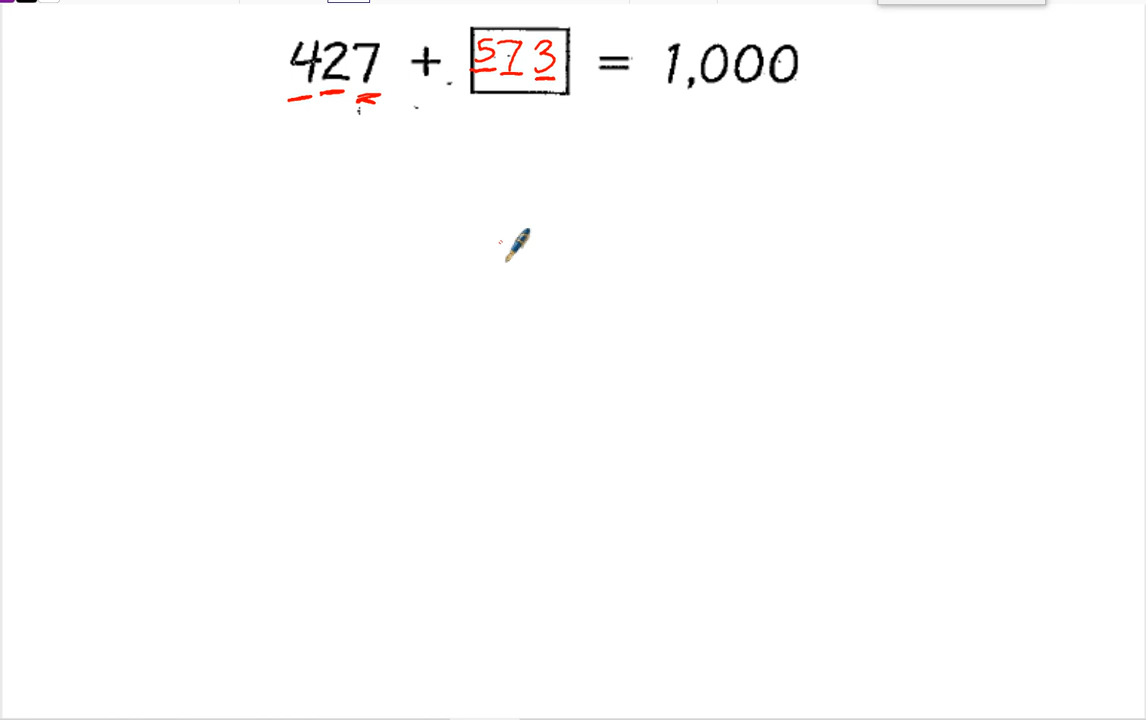 427 + 573 = 1,000